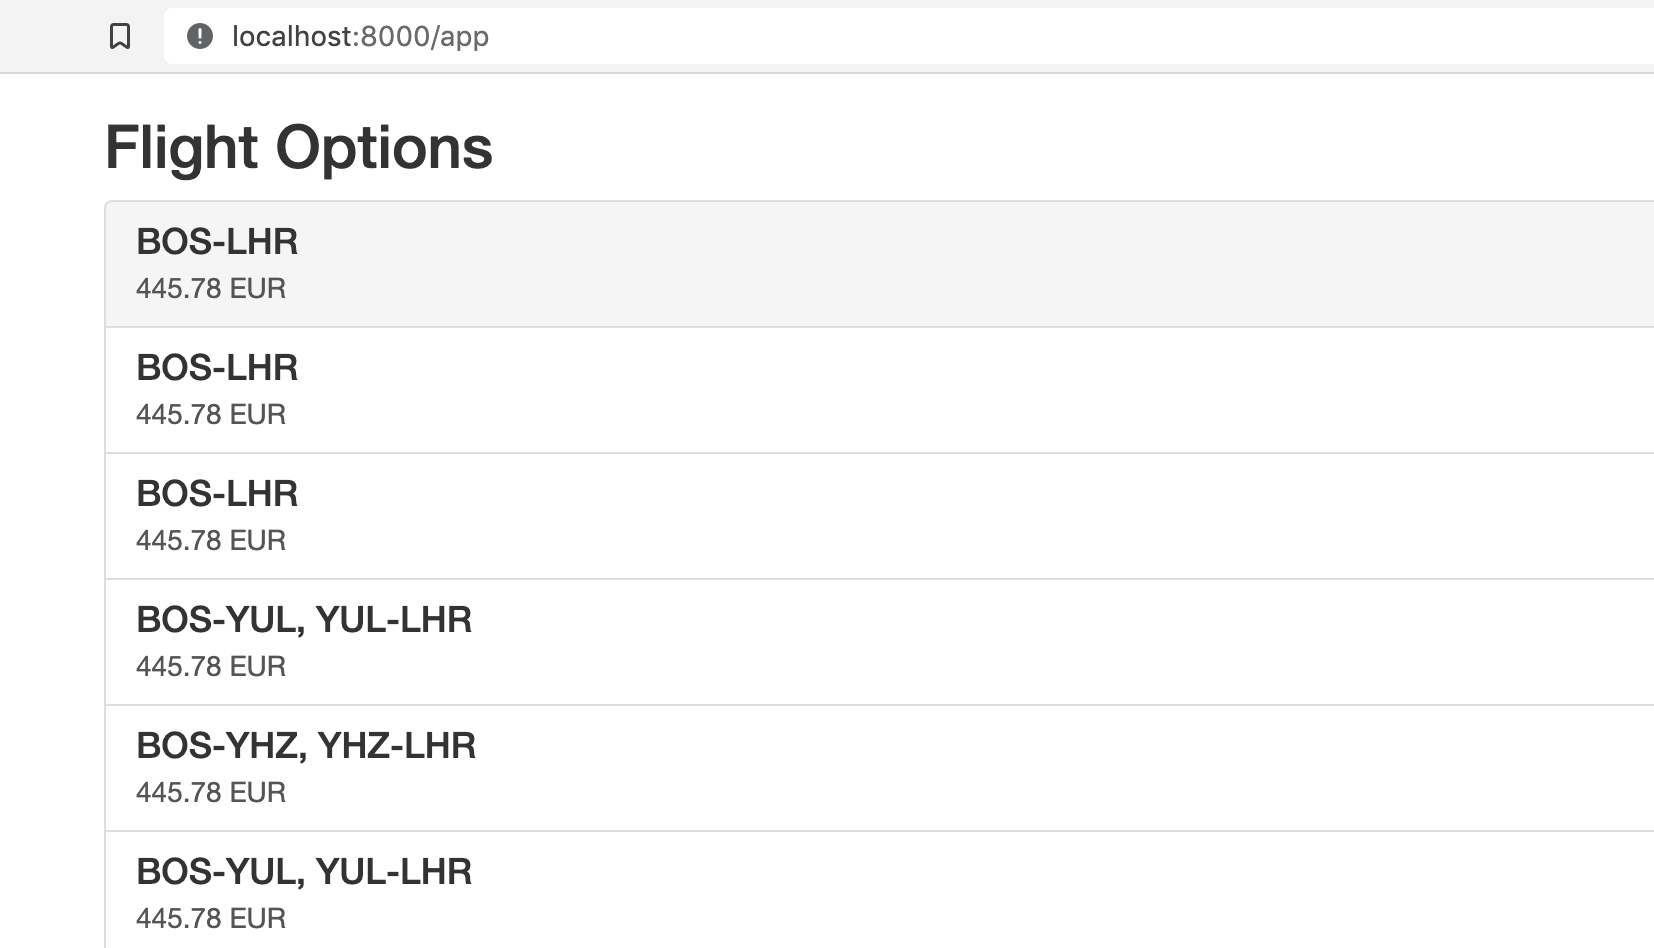 localhost:8000/app
Flight Options
BOS-LHR
445.78 EUR
BOS-LHR
445.78 EUR
BOS-LHR
445.78 EUR
BOS-YUL, YUL-LHR
445.78 EUR
BOS-YHZ, YHZ-LHR
445.78 EUR
BOS-YUL, YUL-LHR
445.78 EUR